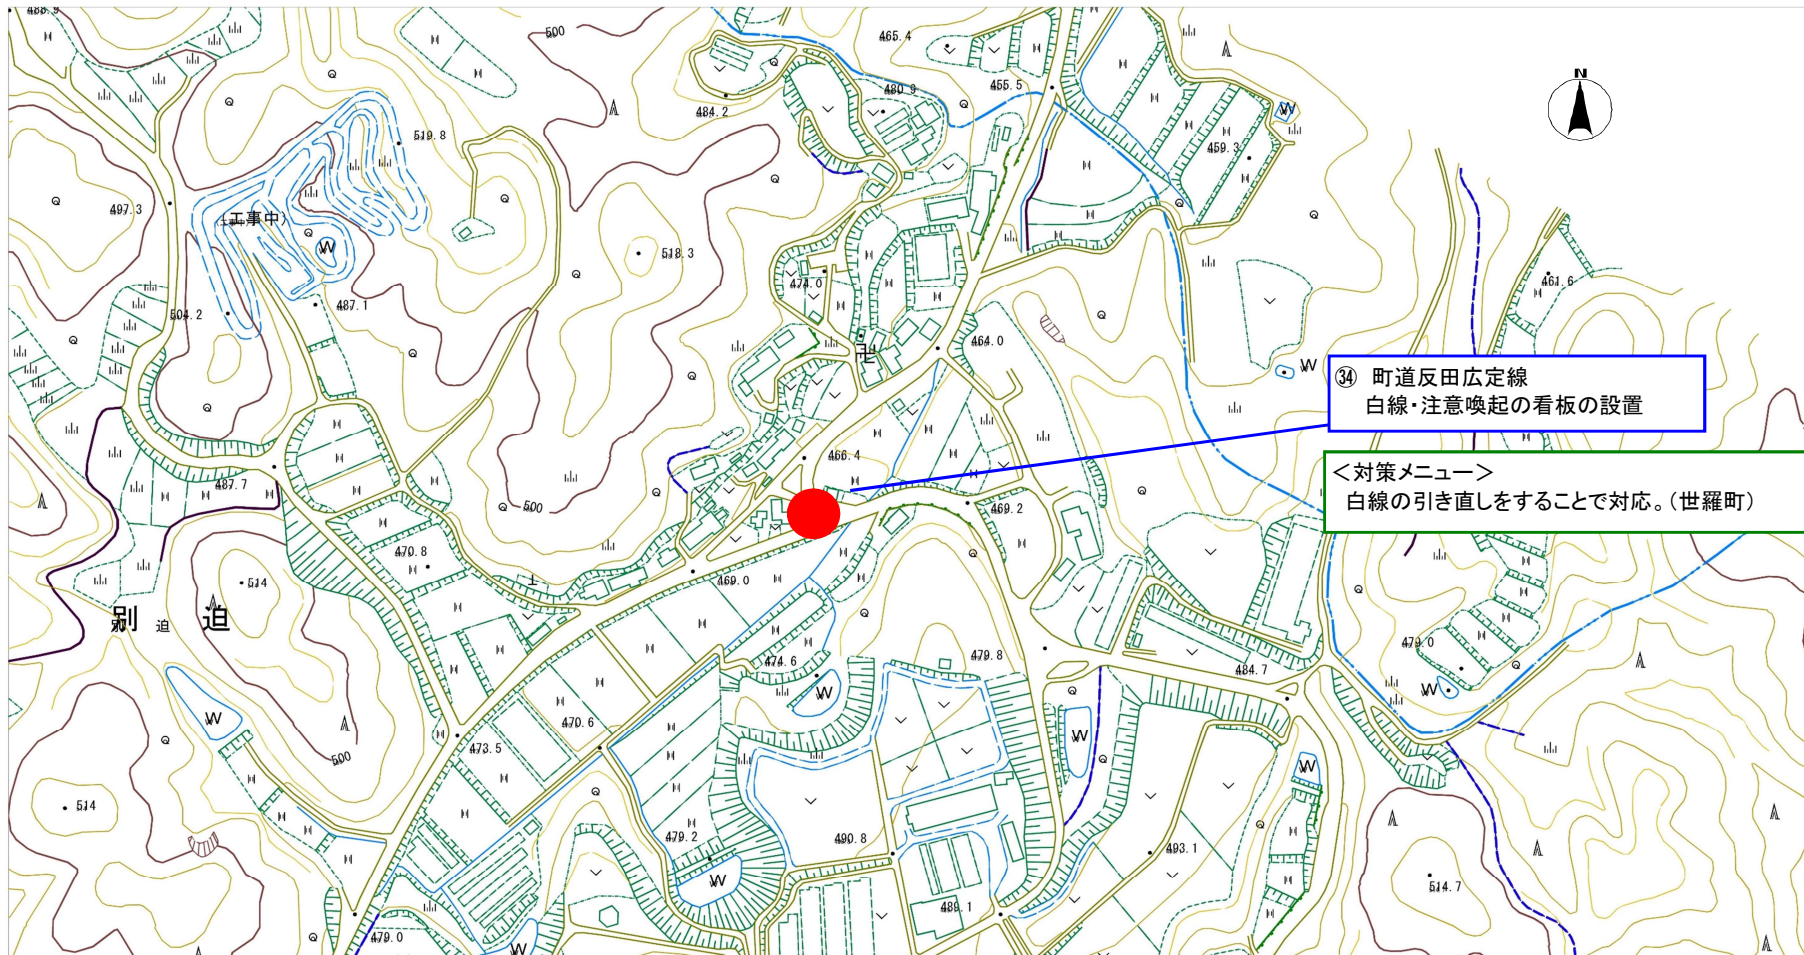 488.9
500
465.4
N
455.5
480.9
484.2
519.8
459.3
497.3
(工事中)
W
W
518.3
474.0
461.6
487.1
504.2
464.0
W
㉞ 町道反田広定線
白線・注意喚起の看板の設置
466.4
<対策メニュー>
白線の引き直しをすることで対応。(世羅町)
487.7
500
469.2
470.8
469.0
514
別 迫
迫
474.6
479.8
484.7
479.0
W
W
W
470.6
473.5
W
500
W
514
479.2
490.8
493.1
W
514.7
489.1
479.0
W